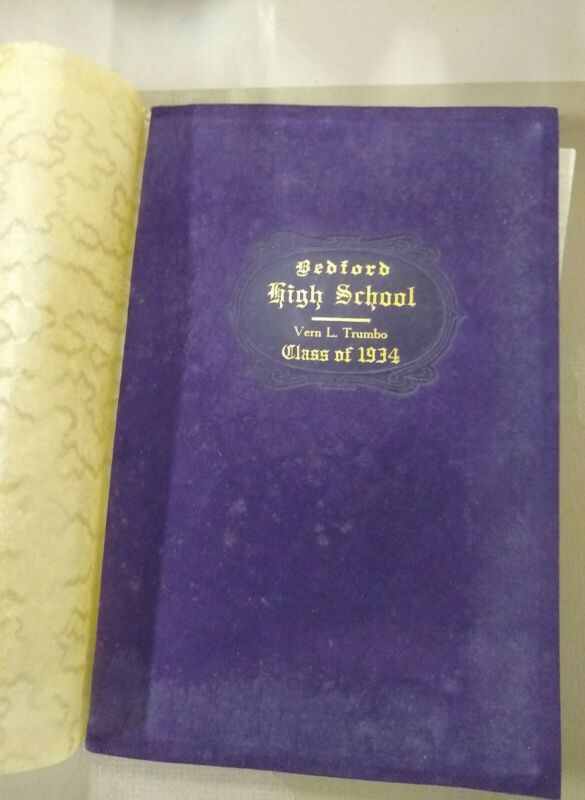 Bedford
High School
Vern L. Trumbo
Class of 1934